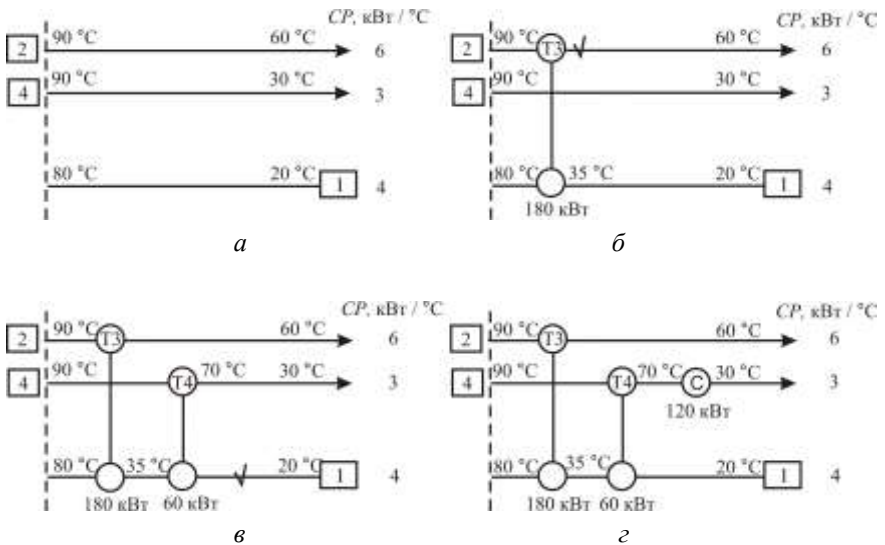 CP, кВт / °C
2 90 °C 60 °C 6
4 90 °C 30 °C 3
80 °C 20 °C 1 4
а
CP, кВт / °C
2 90 °C T3 60 °C 6
4 90 °C 30 °C 3
80 °C 35 °C 20 °C 1 4
180 кВт
б
CP, кВт / °C
2 90 °C T3 60 °C 6
4 90 °C T4 70 °C 30 °C 3
80 °C 35 °C 20 °C 1 4
180 кВт 60 кВт
в
CP, кВт / °C
2 90 °C T3 60 °C 6
4 90 °C T4 70 °C C 30 °C 3
120 кВт
80 °C 35 °C 20 °C 1 4
180 кВт 60 кВт
г